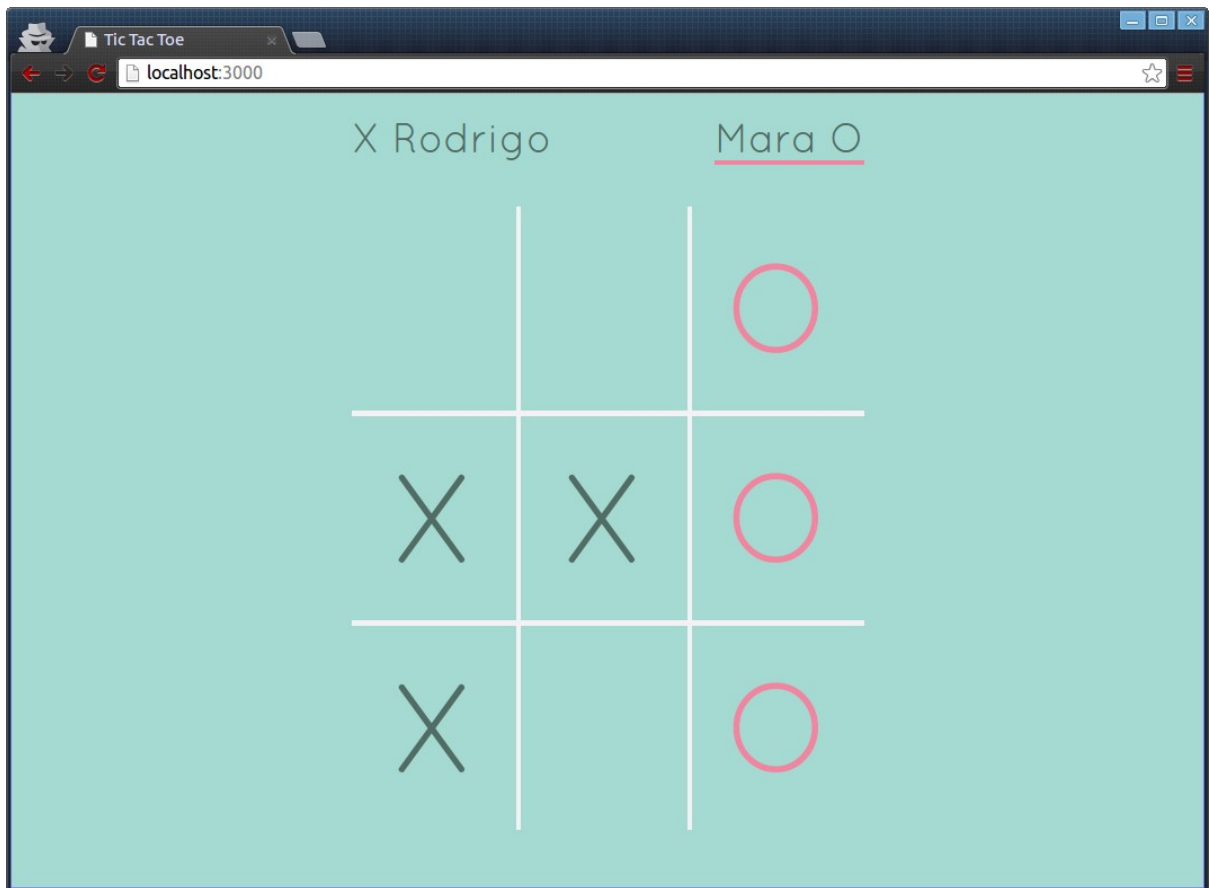 Tic Tac Toe
localhost:3000
X Rodrigo Mara O
O
X X O
X O